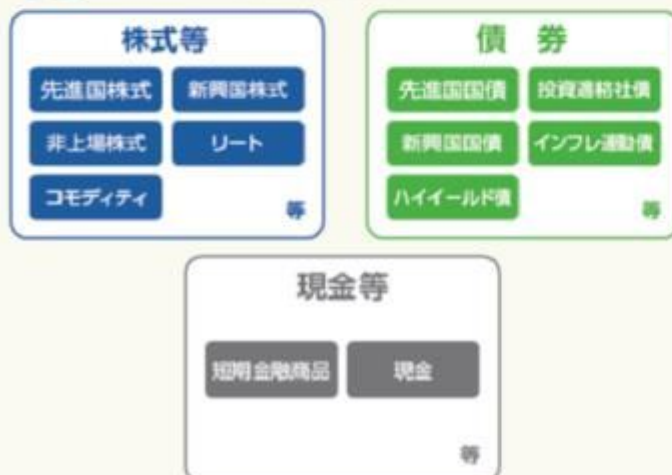 株式等
先進国株式
新興国株式
非上場株式
リート
コモディティ
等
債 券
先進国国債
投資適格社債
新興国国債
インフレ連動債
ハイイールド債
等
現金等
短期金融商品
現金
等